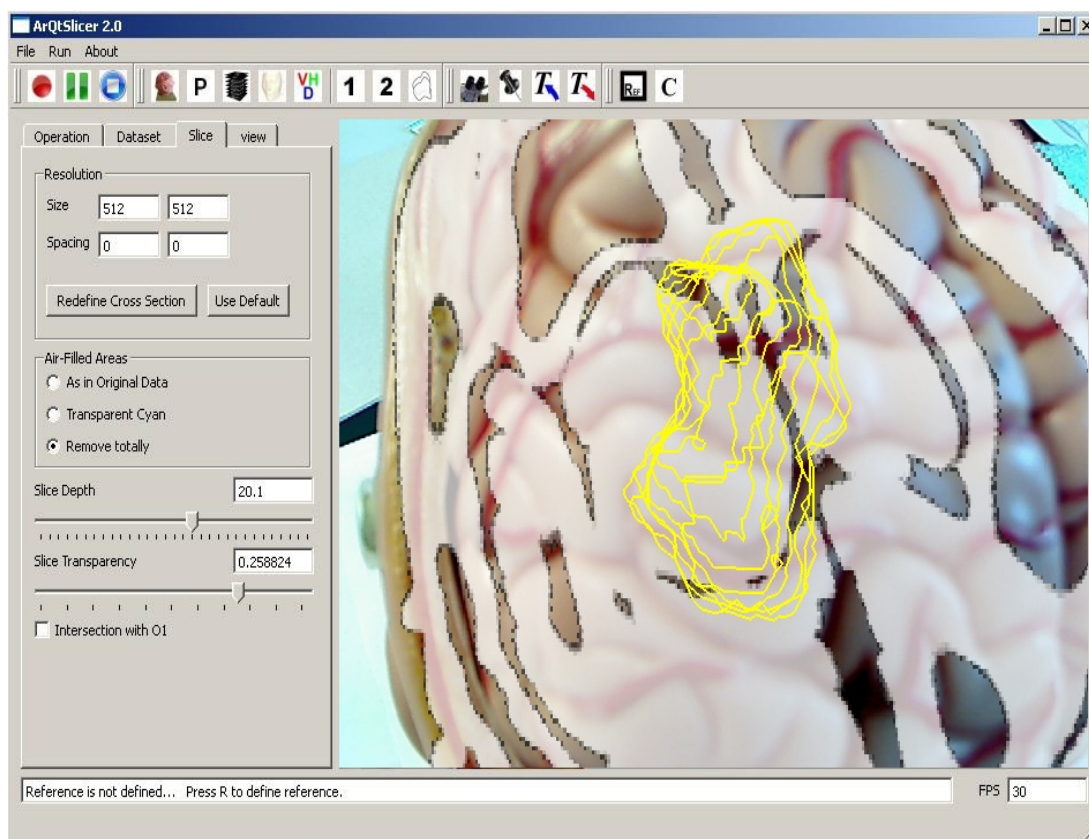 ArQtSlicer 2.0
File Run About
P VH D 1 2 T T REF C
Operation Dataset Slice view
Resolution
Size 512 512
Spacing 0 0
Redefine Cross Section Use Default
Air-Filled Areas
As in Original Data
Transparent Cyan
Remove totally
Slice Depth 20.1
Slice Transparency 0.258824
Intersection with O1
Reference is not defined... Press R to define reference. FPS 30